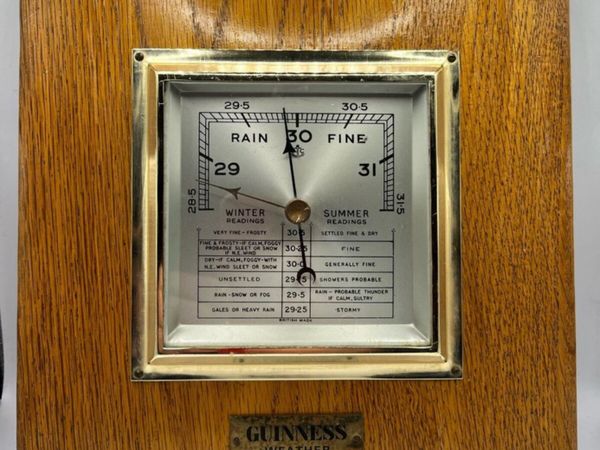 29·5 30·5
RAIN 30 FINE
29 31
28·5 31·5
WINTER SUMMER
READINGS READINGS
VERY FINE-FROSTY 30·5 SETTLED FINE & DRY
FINE & FROSTY-IF CALM, FOGGY
PROBABLE SLEET OR SNOW
IF N.E. WIND
30·25 FINE
DRY-IF CALM, FOGGY-WITH
N.E. WIND SLEET OR SNOW
30·0 GENERALLY FINE
UNSETTLED SHOWERS PROBABLE
RAIN-SNOW OR FOG 29·5 RAIN - PROBABLE THUNDER
IF CALM, SULTRY
GALES OR HEAVY RAIN 29·25 STORMY
BRITISH MADE
GUINNESS
WEATHER